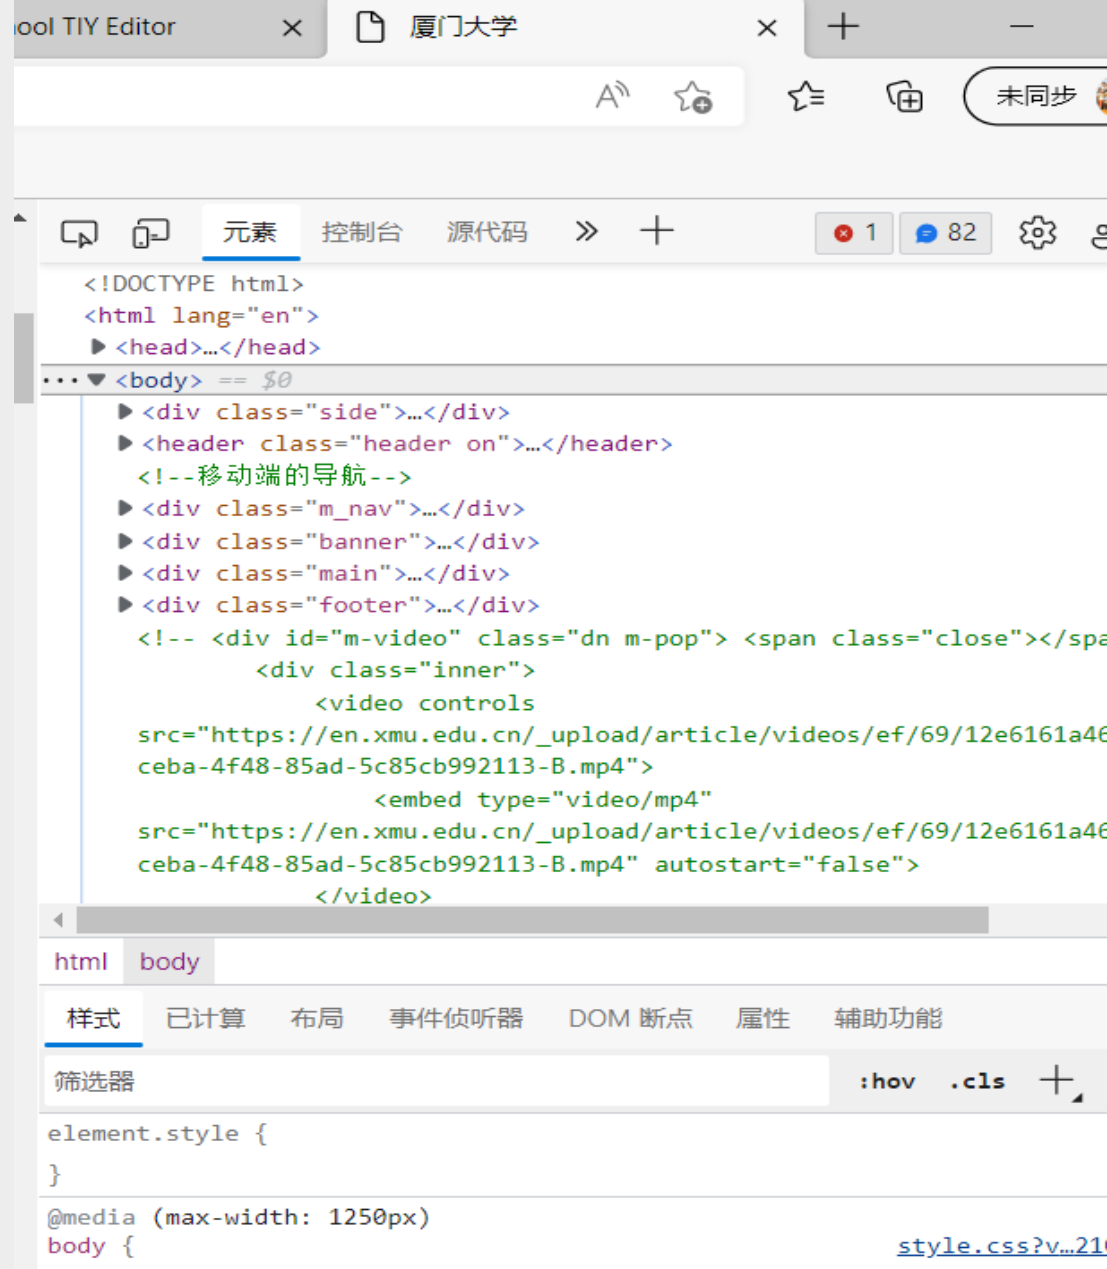 ool TIY Editor
厦门大学
未同步
元素 控制台 源代码 1 82
<!DOCTYPE html>
<html lang="en">
<head>…</head>
<body> == $0
<div class="side">…</div>
<header class="header on">…</header>
<!--移动端的导航-->
<div class="m_nav">…</div>
<div class="banner">…</div>
<div class="main">…</div>
<div class="footer">…</div>
<!-- <div id="m-video" class="dn m-pop"> <span class="close"></spa
<div class="inner">
<video controls
src="https://en.xmu.edu.cn/_upload/article/videos/ef/69/12e6161a46
ceba-4f48-85ad-5c85cb992113-B.mp4">
<embed type="video/mp4"
src="https://en.xmu.edu.cn/_upload/article/videos/ef/69/12e6161a46
ceba-4f48-85ad-5c85cb992113-B.mp4" autostart="false">
</video>
html body
样式 已计算 布局 事件侦听器 DOM 断点 属性 辅助功能
筛选器 :hov .cls
element.style {
}
@media (max-width: 1250px)
body { style.css?v…21